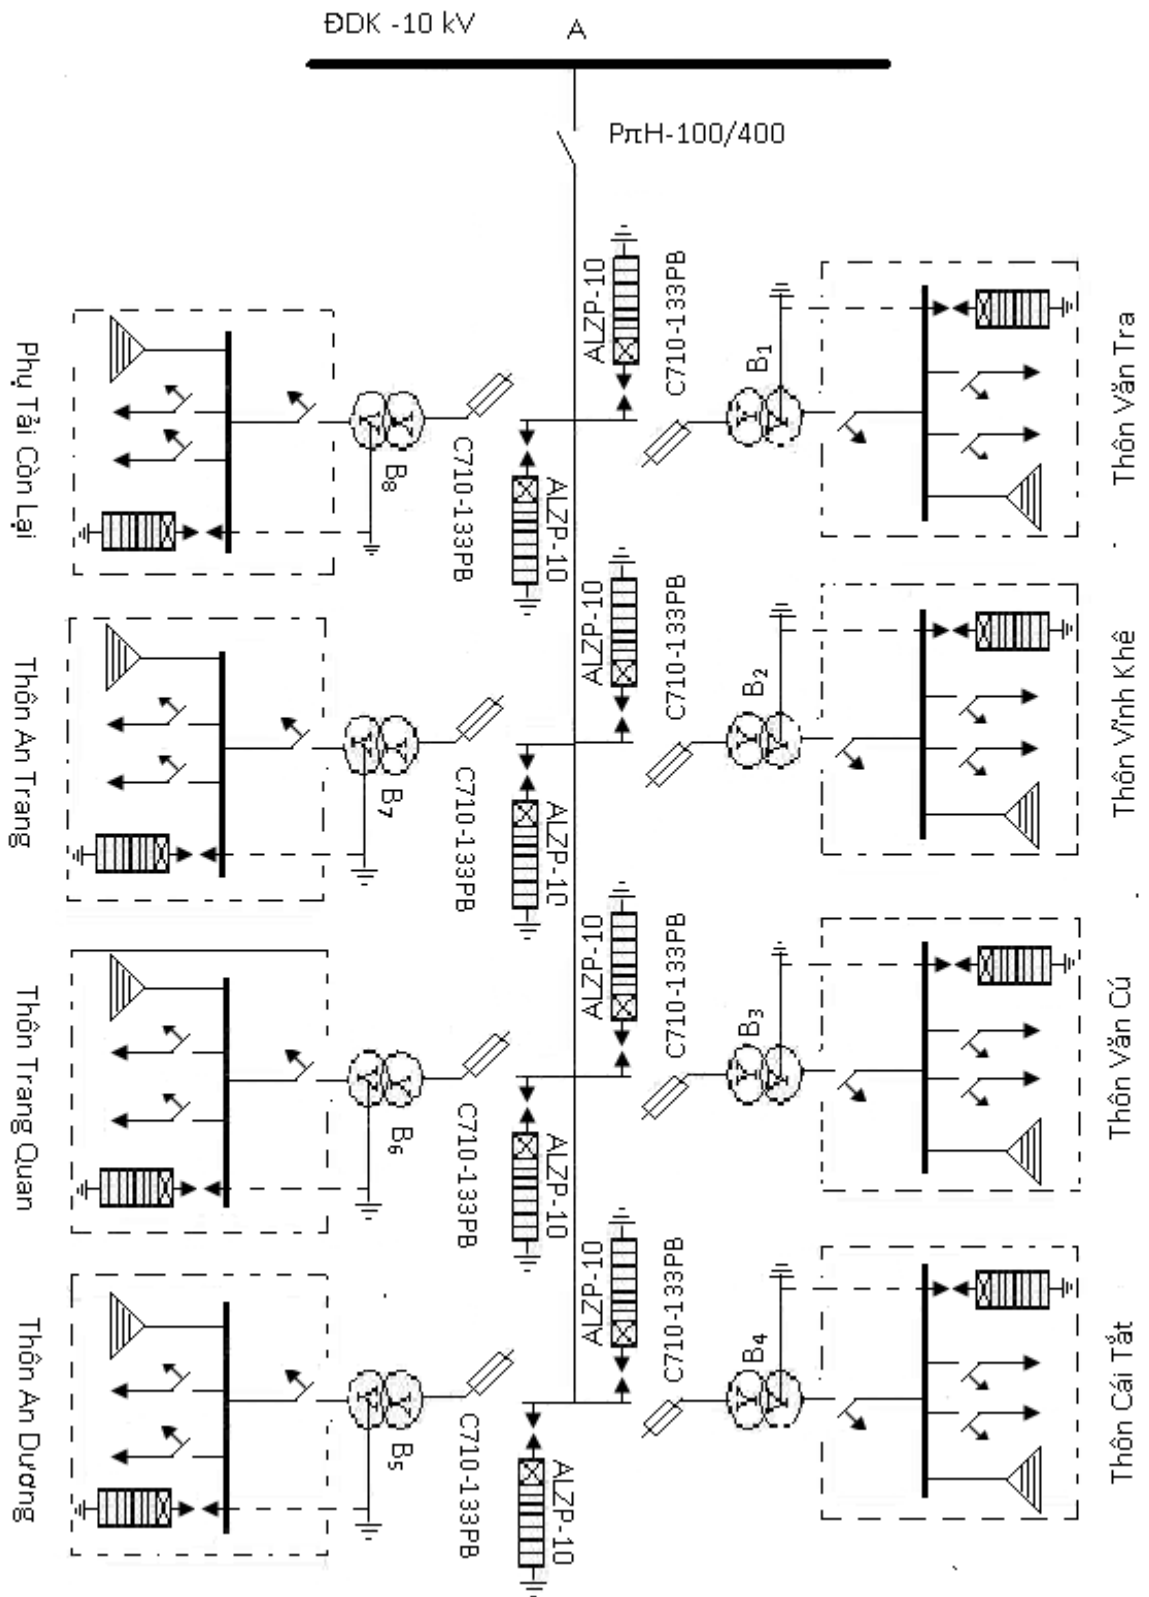 ĐDK -10 kV
A
PπH-100/400
ALZP-10
C710-133PB
B1
Thôn Văn Tra
Phụ Tải Còn Lại
B8
C710-133PB
ALZP-10
ALZP-10
C710-133PB
B2
Thôn Vĩnh Khê
Thôn An Trang
B7
C710-133PB
ALZP-10
ALZP-10
C710-133PB
B3
Thôn Văn Cú
Thôn Trang Quan
B6
C710-133PB
ALZP-10
ALZP-10
C710-133PB
B4
Thôn Cái Tắt
Thôn An Dương
B5
C710-133PB
ALZP-10